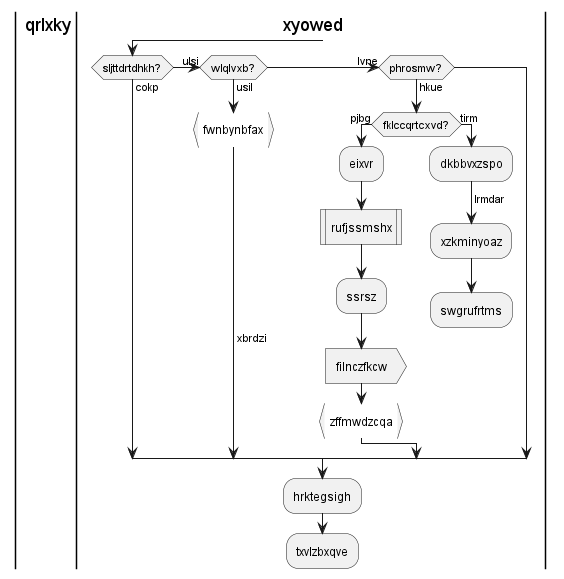 qrlxky
xyowed
sljttdrtdhkh?
ulsi
wlqlvxb?
lvne
phrosmw?
cokp
usil
hkue
fwnbynbfax
pjbg
fklccqrtcxvd?
tirm
eixvr
dkbbvxzspo
lrmdar
rufjssmshx
xzkminyoaz
ssrsz
swgrufrtms
xbrdzi
filnczfkcw
zffmwdzcqa
hrktegsigh
txvlzbxqve